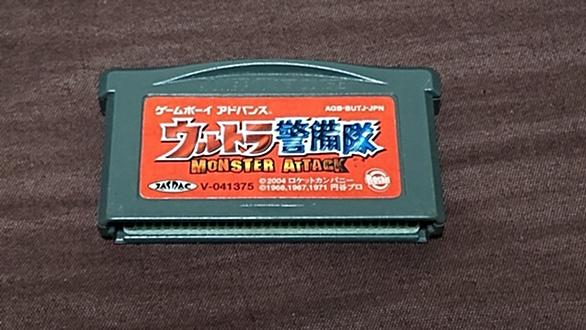 ゲームボーイ アドバンス®
AGB-BUTJ-JPN
ウルトラ警備隊
MONSTER ATTACK
JASRAC
V-041375
©2004 ロケットカンパニー
©1966,1967,1971 円谷プロ
Rocket